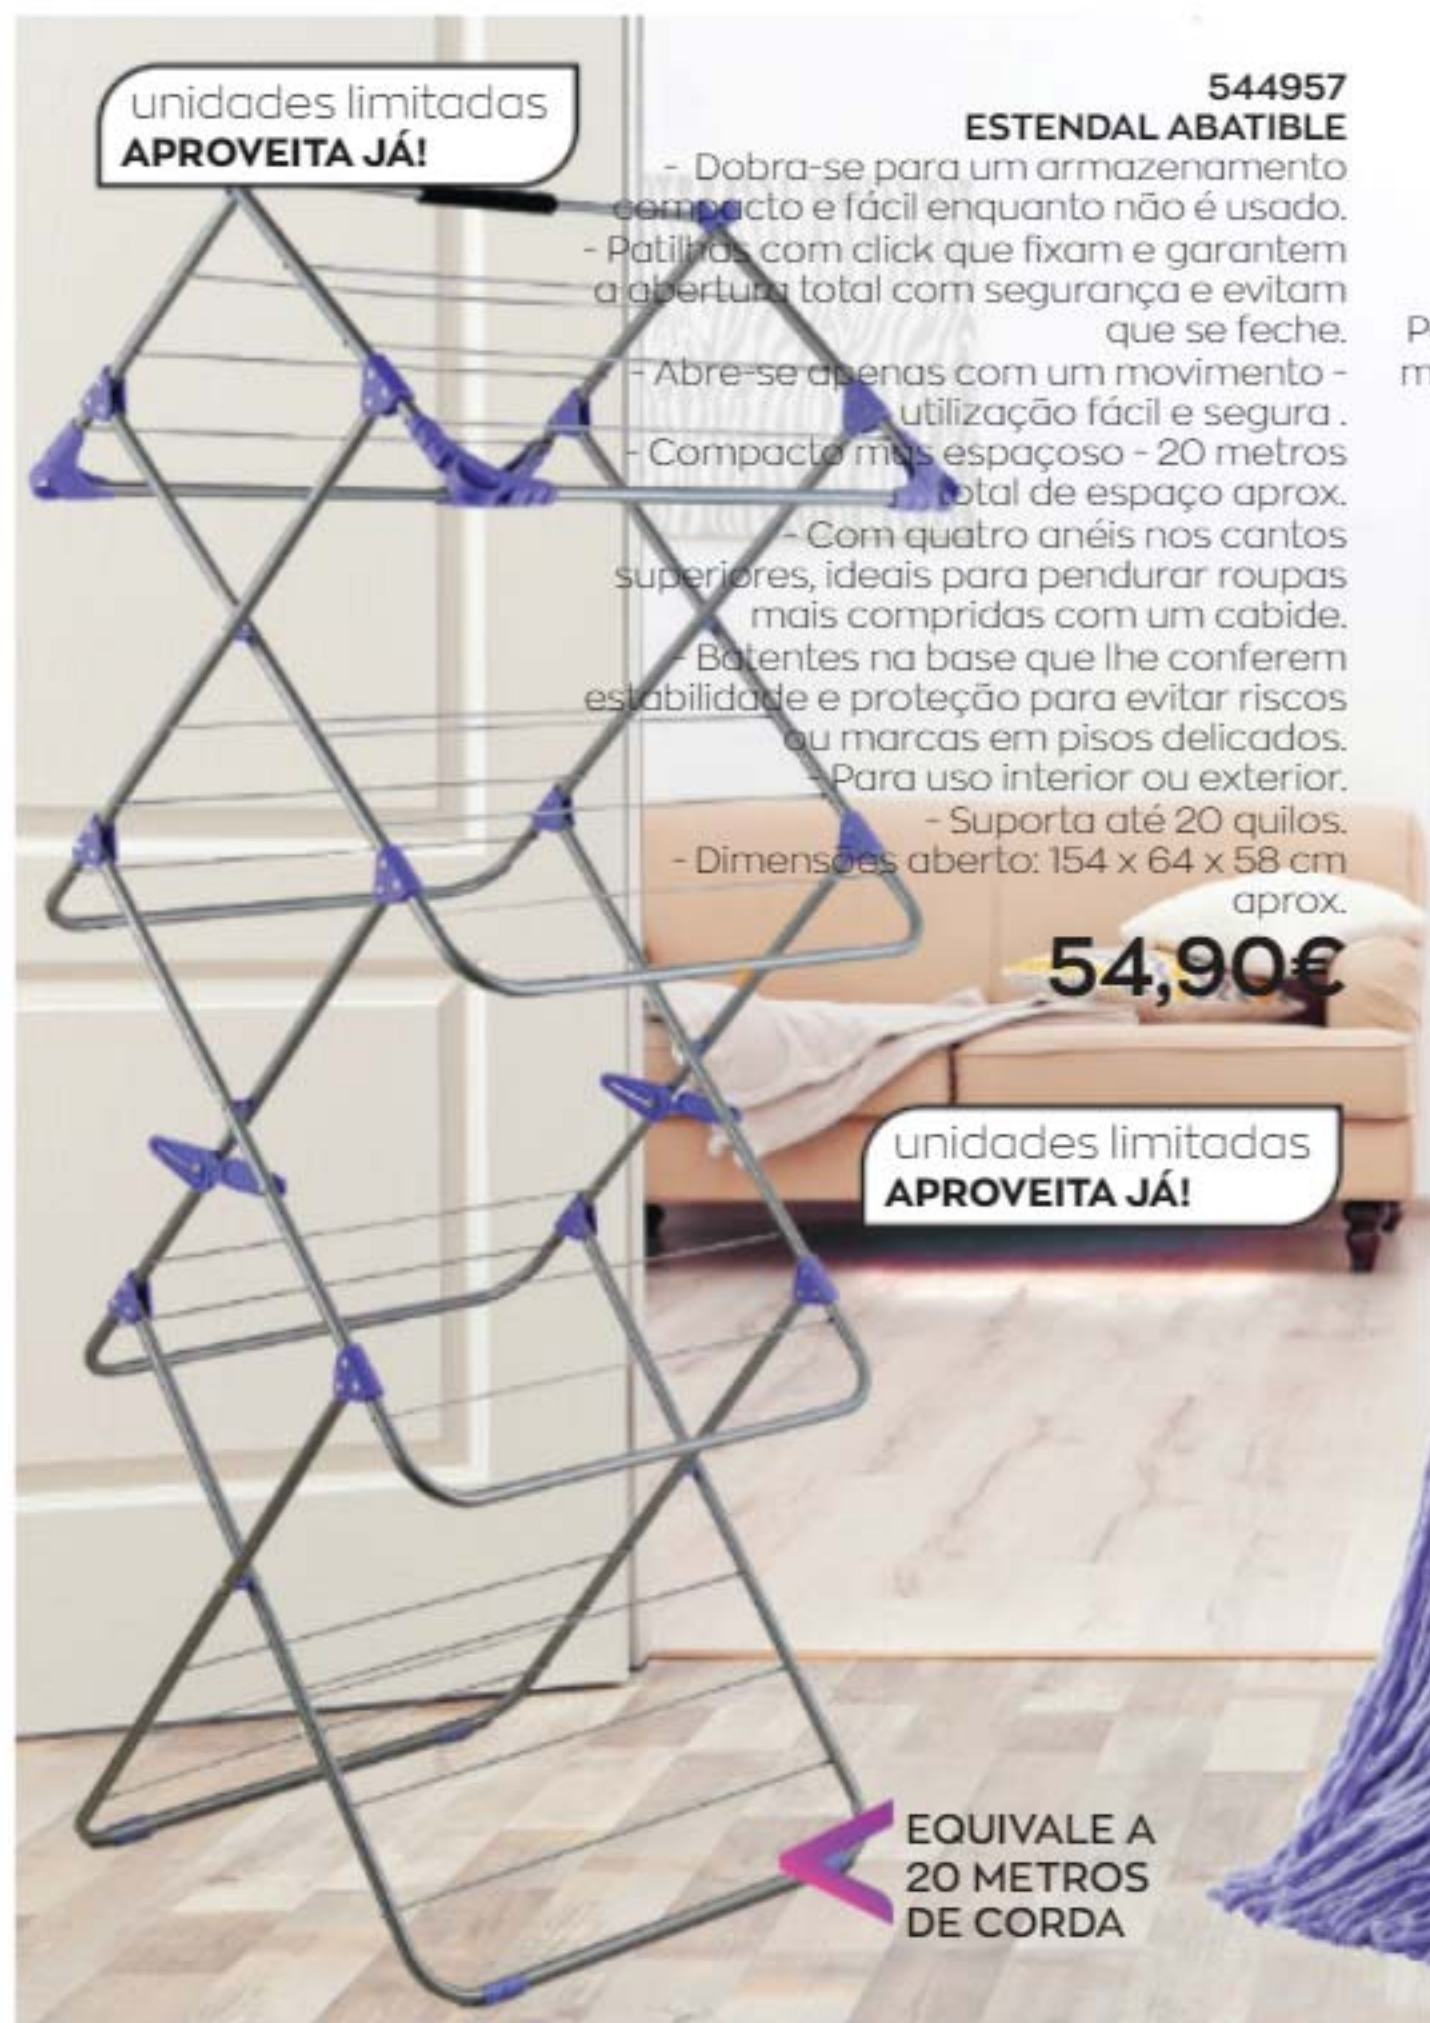 unidades limitadas
APROVEITA JÁ!
544957
ESTENDAL ABATIBLE
- Dobra-se para um armazenamento
compacto e fácil enquanto não é usado.
- Patilhas com click que fixam e garantem
a abertura total com segurança e evitam
que se feche.
- Abre-se apenas com um movimento -
utilização fácil e segura .
- Compacto mas espaçoso - 20 metros
total de espaço aprox.
- Com quatro anéis nos cantos
superiores, ideais para pendurar roupas
mais compridas com um cabide.
- Batentes na base que lhe conferem
estabilidade e proteção para evitar riscos
ou marcas em pisos delicados.
- Para uso interior ou exterior.
- Suporta até 20 quilos.
- Dimensões aberto: 154 x 64 x 58 cm
aprox.
54,90€
unidades limitadas
APROVEITA JÁ!
EQUIVALE A
20 METROS
DE CORDA